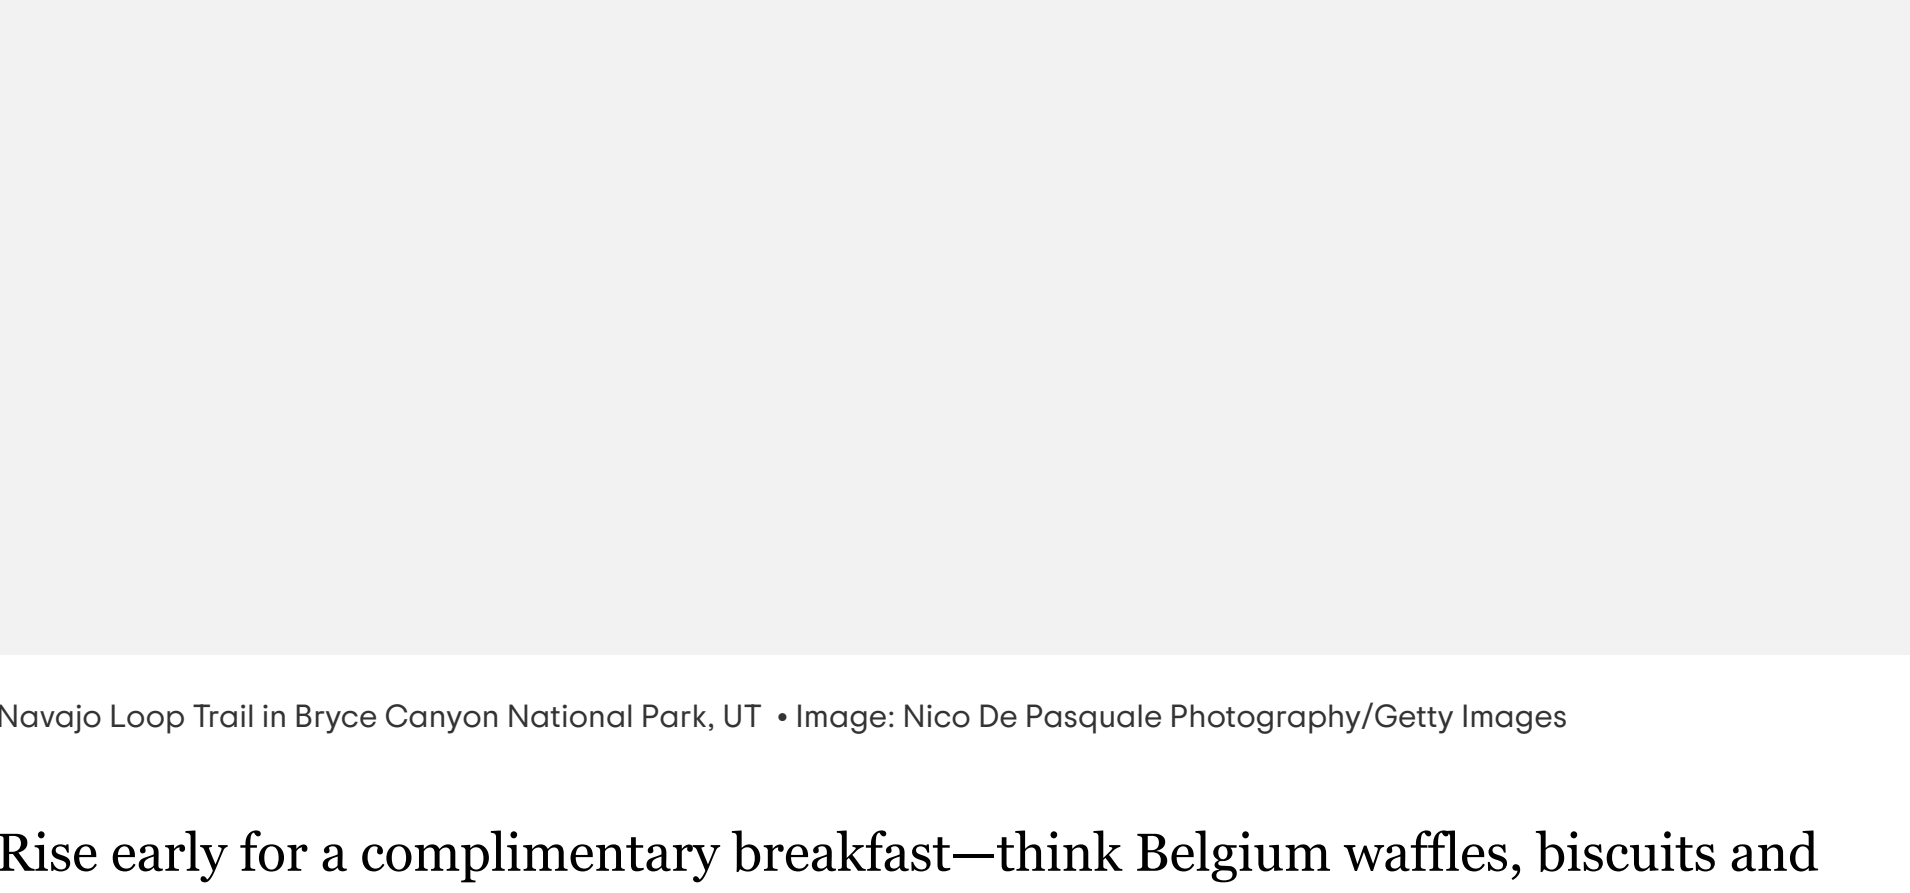 Navajo Loop Trail in Bryce Canyon National Park, UT • Image: Nico De Pasquale Photography/Getty Images
Rise early for a complimentary breakfast—think Belgium waffles, biscuits and